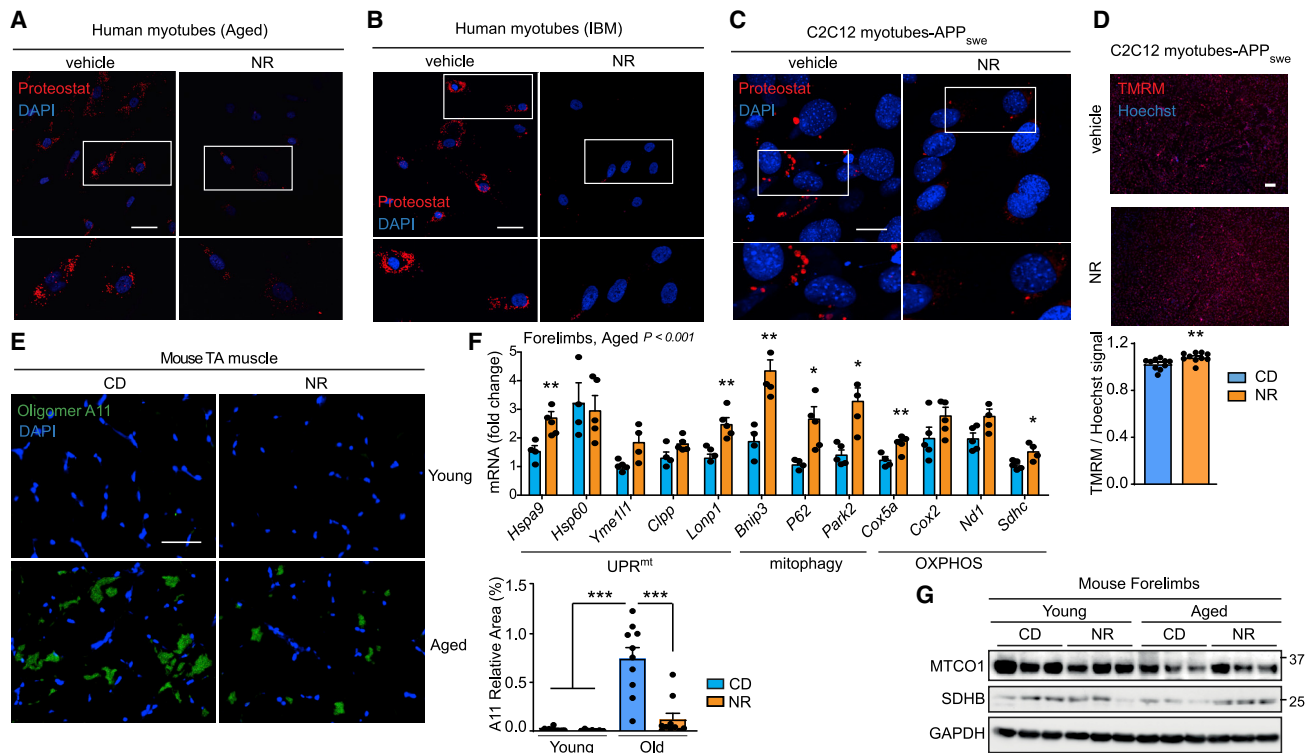 A
Human myotubes (Aged)
vehicle NR
Proteostat
DAPI
B
Human myotubes (IBM)
vehicle NR
Proteostat
DAPI
C
C2C12 myotubes-APPswe
vehicle NR
Proteostat
DAPI
D
C2C12 myotubes-APPswe
TMRM
Hoechst
vehicle
NR
**
1.2
0.6
0.0
TMRM / Hoechst signal
CD
NR
E
Mouse TA muscle
CD NR
Oligomer A11
DAPI
Young
Aged
F
Forelimbs, Aged P < 0.001
mRNA (fold change)
5
4
3
2
1
0
** ** ** * * ** *
Hspa9 Hsp60 Yme1l1 Clpp Lonp1 Bnip3 P62 Park2 Cox5a Cox2 Nd1 Sdhc
UPRmt mitophagy OXPHOS
A11 Relative Area (%)
1.5
1.0
0.5
0.0
*** ***
Young Old
CD
NR
G
Mouse Forelimbs
Young Aged
CD NR CD NR
MTCO1 37
SDHB 25
GAPDH